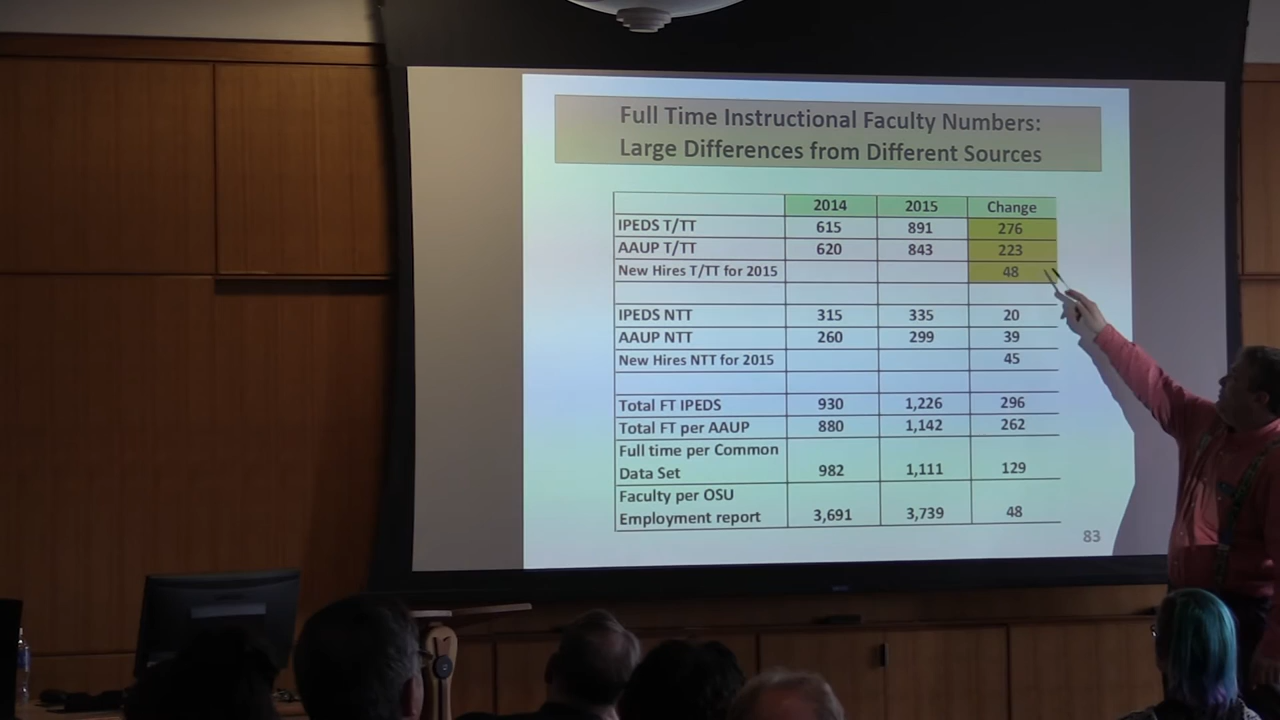 Full Time Instructional Faculty Numbers:
Large Differences from Different Sources
2014 2015 Change
IPEDS T/TT 615 891 276
AAUP T/TT 620 843 223
New Hires T/TT for 2015 48
IPEDS NTT 315 335 20
AAUP NTT 260 299 39
New Hires NTT for 2015 45
Total FT IPEDS 930 1,226 296
Total FT per AAUP 880 1,142 262
Full time per Common
Data Set 982 1,111 129
Faculty per OSU
Employment report 3,691 3,739 48
83